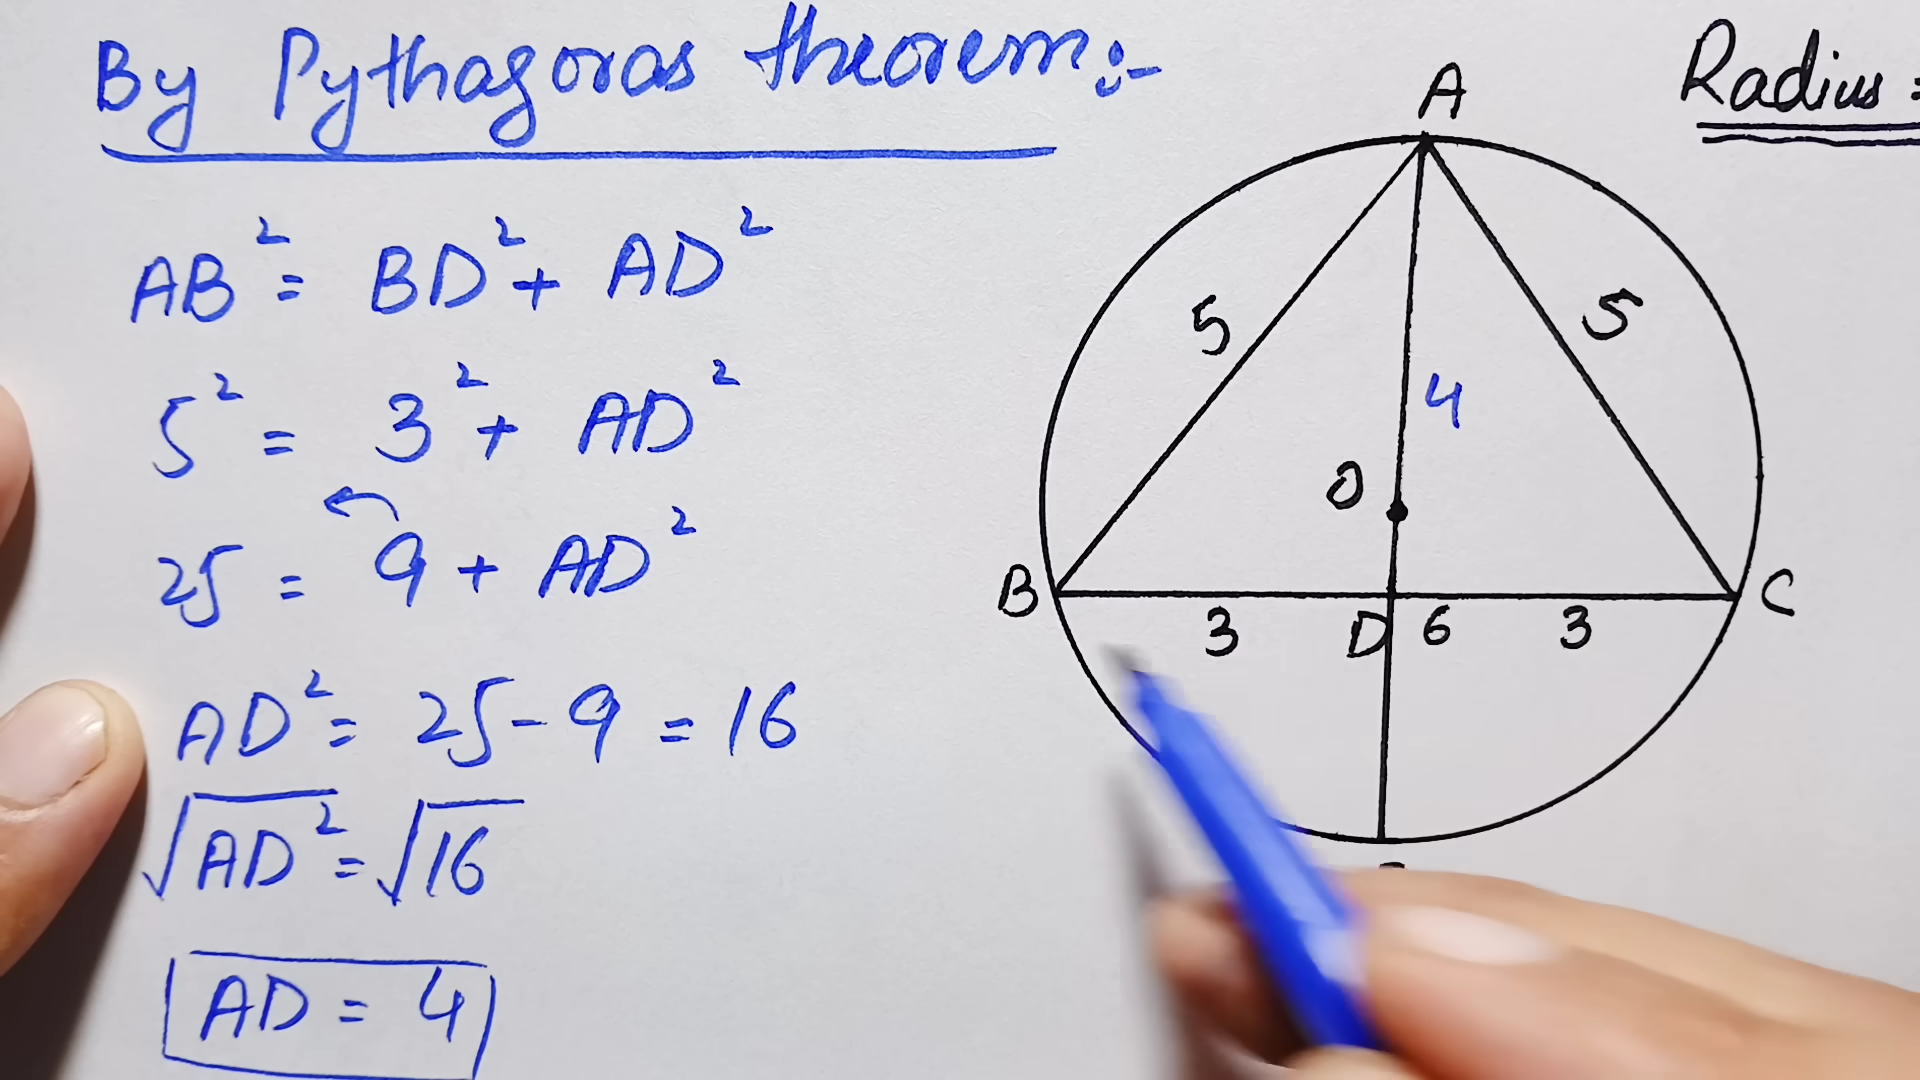 By Pythagoras theorem:-
AB² = BD² + AD²
5² = 3² + AD²
25 = 9 + AD²
AD² = 25 - 9 = 16
√AD² = √16
AD = 4
Radius =
A
5
5
4
O
B
C
3
D
6
3